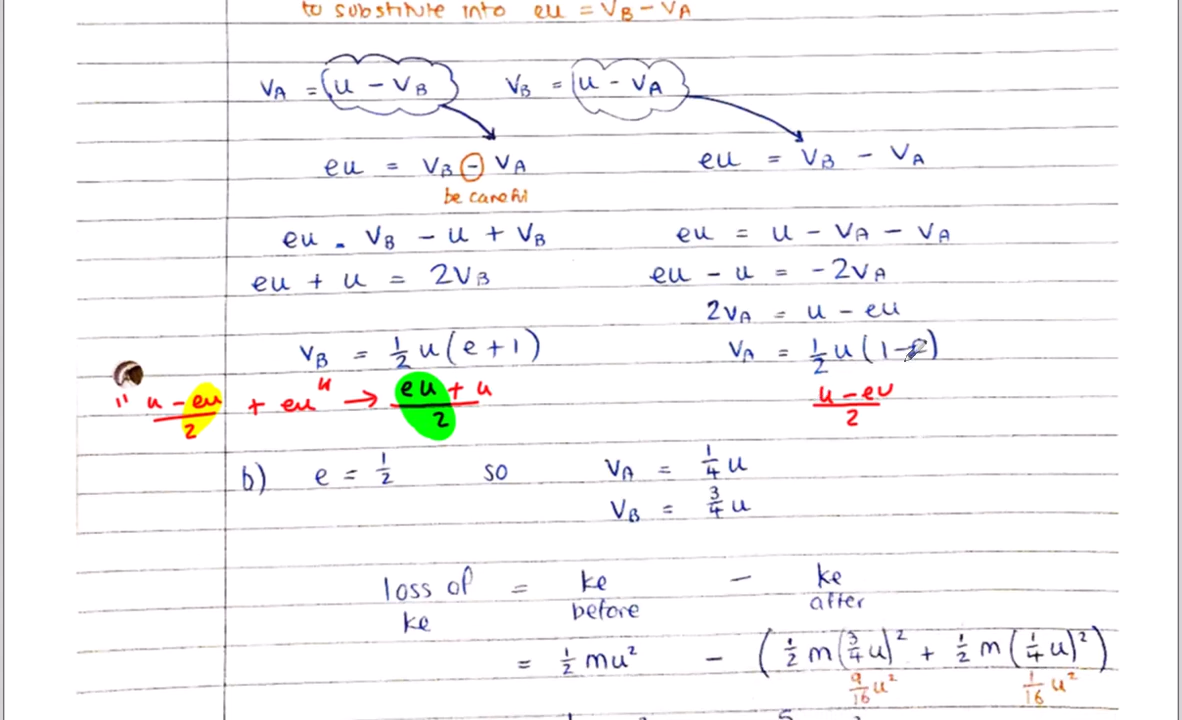 to substitute into eu = VB - VA
VA = (u - VB) VB = (u - VA)
eu = VB - VA eu = VB - VA
be careful
eu = VB - u + VB eu = u - VA - VA
eu + u = 2VB eu - u = -2VA
2VA = u - eu
VB = ½u(e+1) VA = ½u(1-e)
" u - eu / 2 + eu " → eu + u / 2 u - eu / 2
b) e = ½ so VA = ¼u
VB = ¾u
loss of ke = ke before - ke after
= ½mu² - (½m(¾u)² + ½m(¼u)²)
9/16 u² 1/16 u²